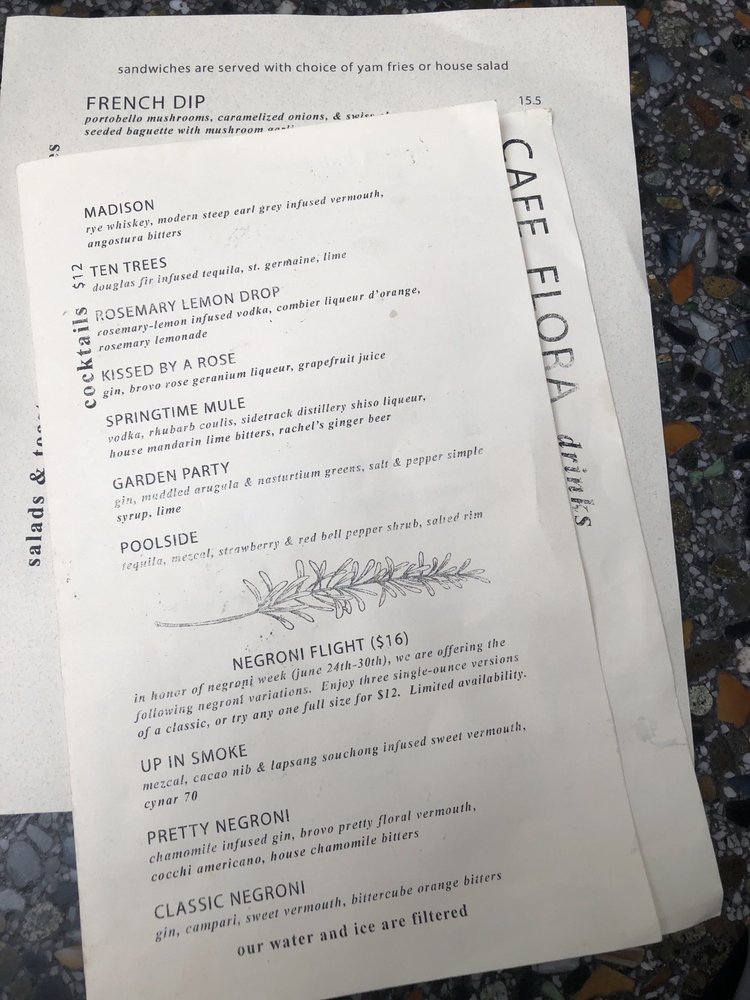 sandwiches are served with choice of yam fries or house salad
FRENCH DIP 15.5
portobello mushrooms, caramelized onions, & swiss
seeded baguette with mushroom
salads &
CAFE FLORA drinks
cocktails $12
MADISON
rye whiskey, modern steep earl grey infused vermouth,
angostura bitters
TEN TREES
douglas fir infused tequila, st. germaine, lime
ROSEMARY LEMON DROP
rosemary-lemon infused vodka, combier liqueur d'orange,
rosemary lemonade
KISSED BY A ROSE
gin, brovo rose geranium liqueur, grapefruit juice
SPRINGTIME MULE
vodka, rhubarb coulis, sidetrack distillery shiso liqueur,
house mandarin lime bitters, rachel's ginger beer
GARDEN PARTY
gin, muddled arugula & nasturtium greens, salt & pepper simple
syrup, lime
POOLSIDE
tequila, mezcal, strawberry & red bell pepper shrub, salted rim
NEGRONI FLIGHT ($16)
in honor of negroni week (june 24th-30th), we are offering the
following negroni variations. Enjoy three single-ounce versions
of a classic, or try any one full size for $12. Limited availability.
UP IN SMOKE
mezcal, cacao nib & lapsang souchong infused sweet vermouth,
cynar 70
PRETTY NEGRONI
chamomile infused gin, brovo pretty floral vermouth,
cocchi americano, house chamomile bitters
CLASSIC NEGRONI
gin, campari, sweet vermouth, bittercube orange bitters
our water and ice are filtered